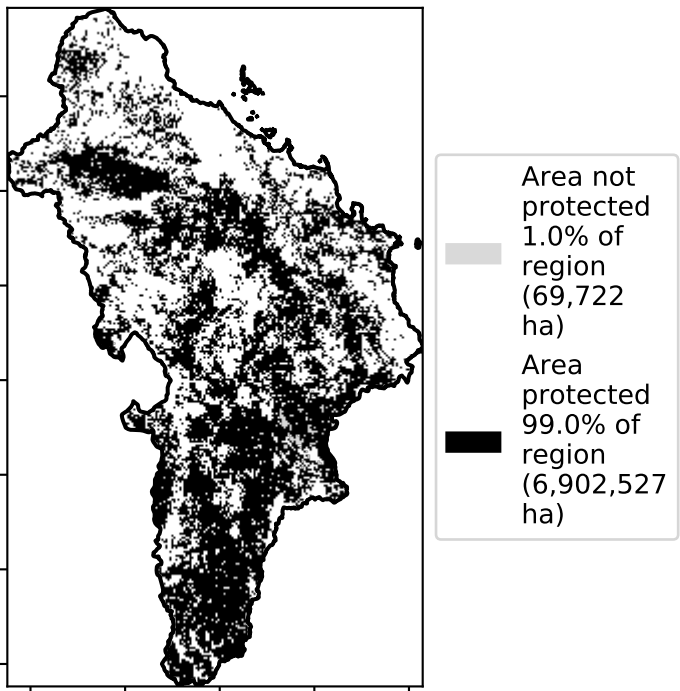 Area not
protected
1.0% of
region
(69,722
ha)
Area
protected
99.0% of
region
(6,902,527
ha)